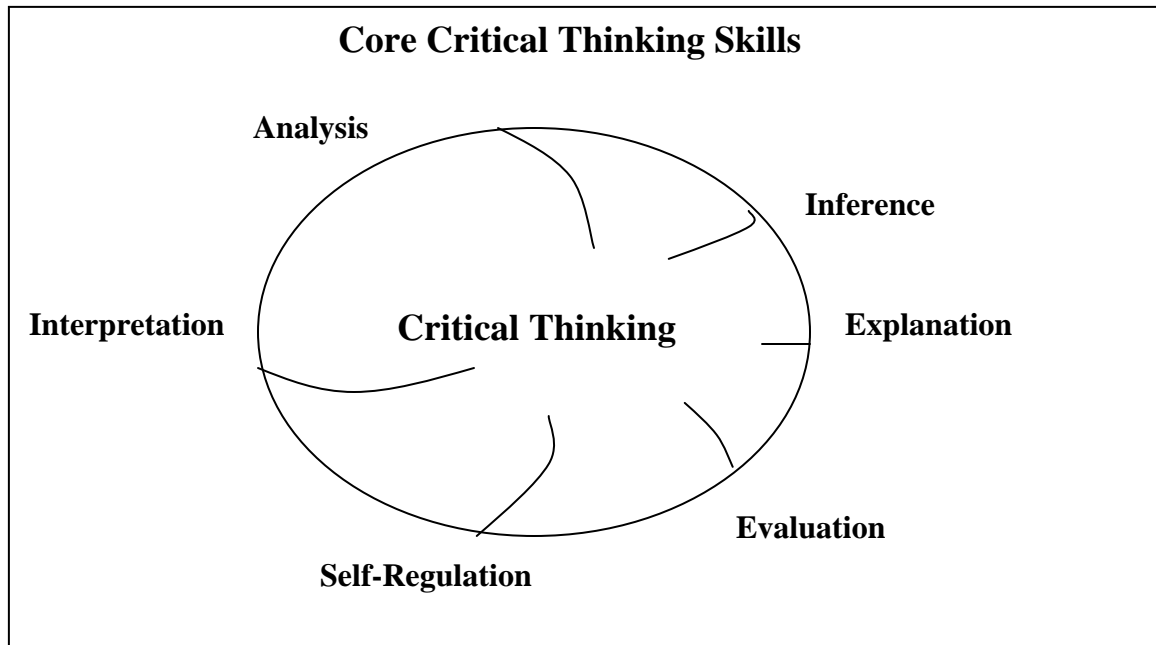 Core Critical Thinking Skills
Analysis
Inference
Interpretation
Critical Thinking
Explanation
Evaluation
Self-Regulation